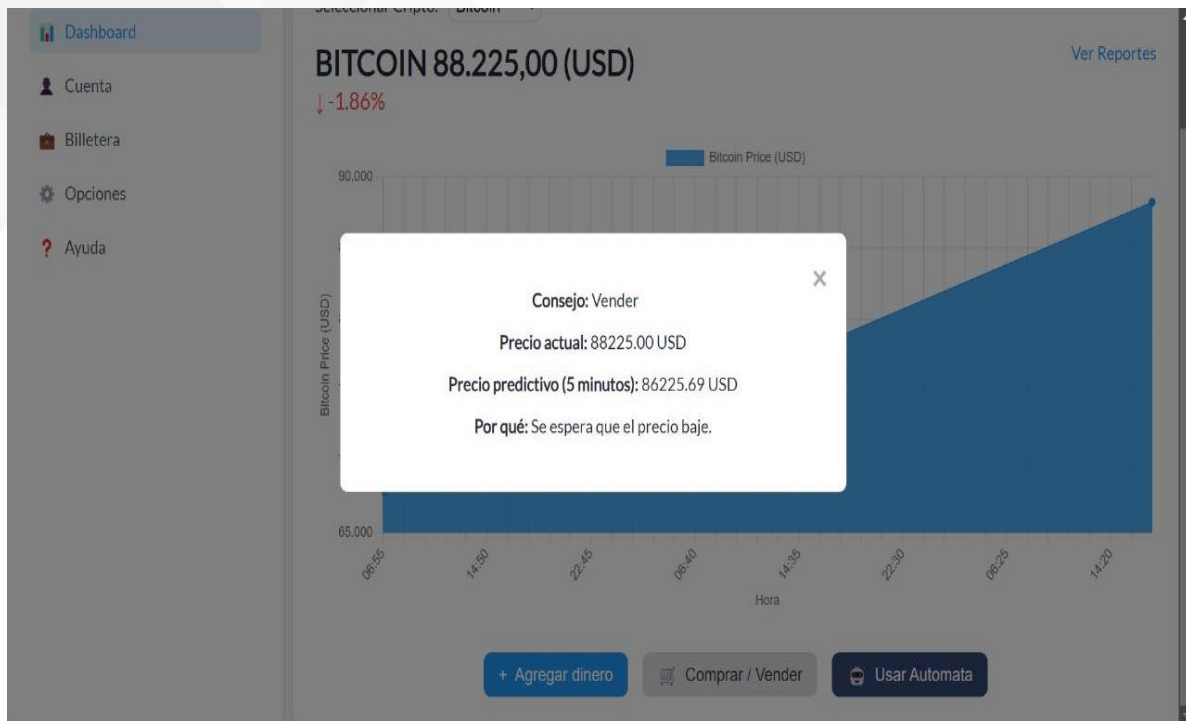 Seleccionar Cripto: Bitcoin
Dashboard
Cuenta
Billetera
Opciones
Ayuda
BITCOIN 88.225,00 (USD)
Ver Reportes
↓ -1.86%
Bitcoin Price (USD)
90.000
Bitcoin Price (USD)
×
Consejo: Vender
Precio actual: 88225.00 USD
Precio predictivo (5 minutos): 86225.69 USD
Por qué: Se espera que el precio baje.
65.000
06:55
14:50
22:45
06:40
14:35
22:30
06:25
14:20
Hora
+ Agregar dinero
Comprar / Vender
Usar Automata